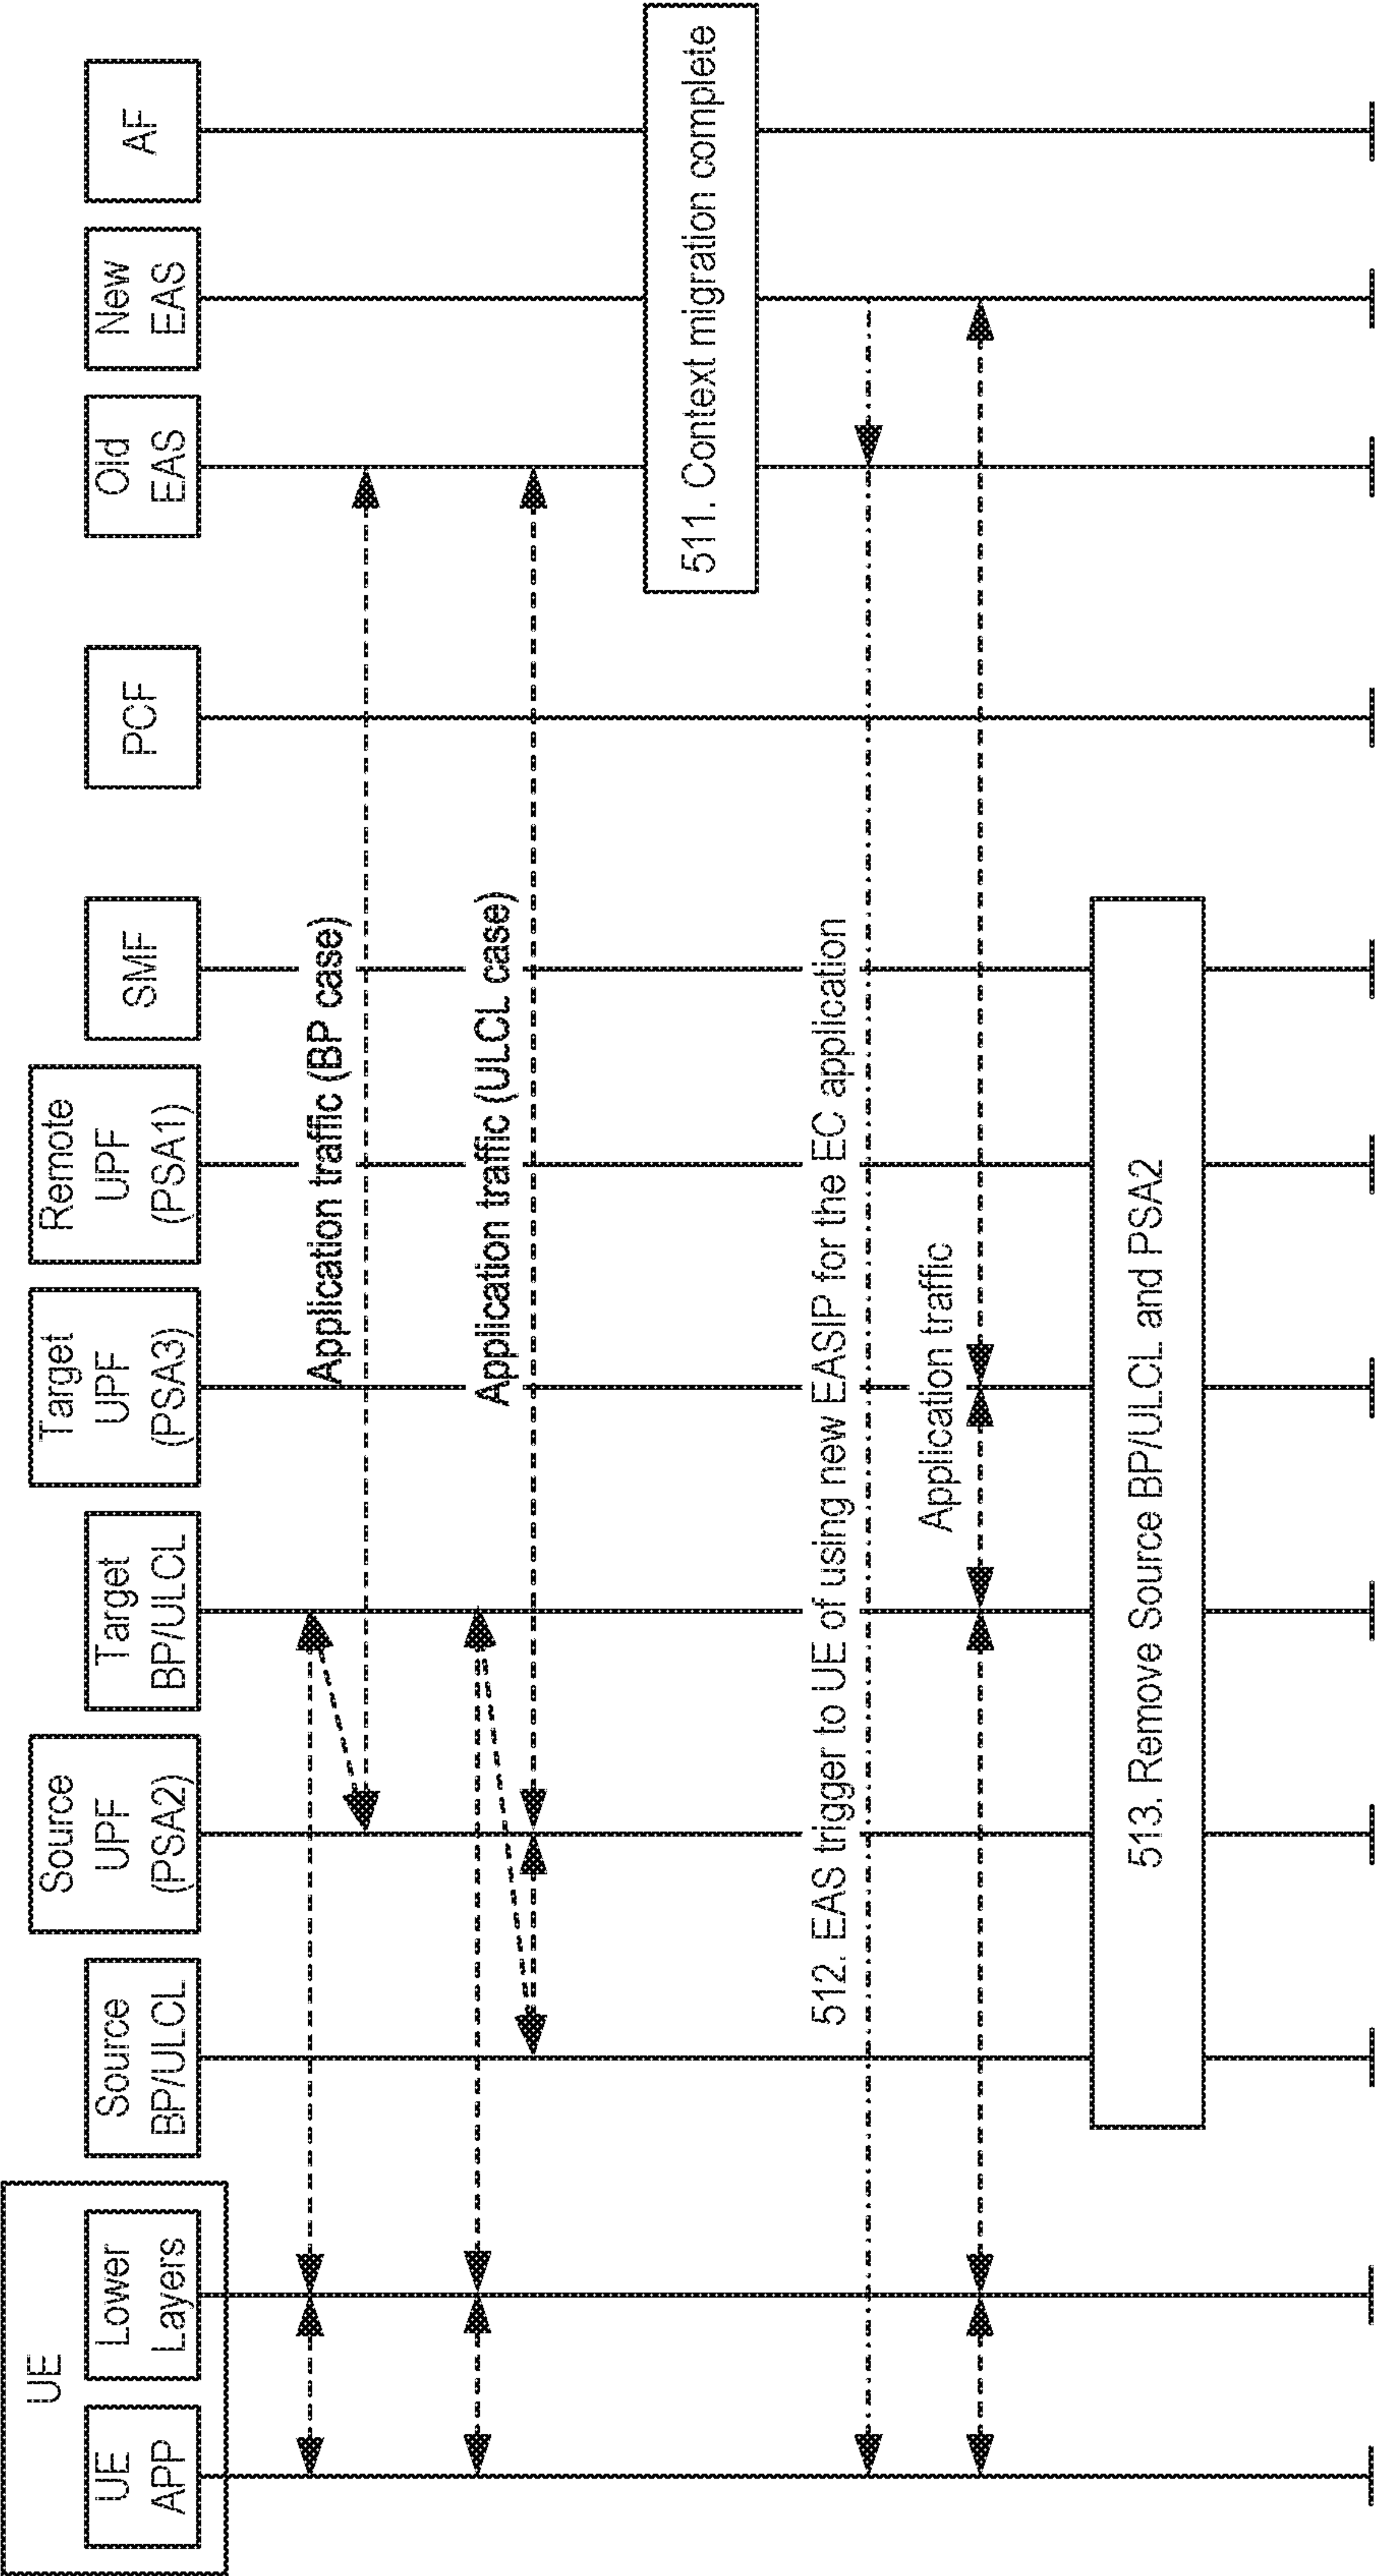 UE
UE
APP
Lower
Layers
Source
BP/ULCL
Source
UPF
(PSA2)
Target
BP/ULCL
Target
UPF
(PSA3)
Remote
UPF
(PSA1)
SMF
PCF
Old
EAS
New
EAS
AF
Application traffic (BP case)
Application traffic (ULCL case)
511. Context migration complete
512. EAS trigger to UE of using new EASIP for the EC application
Application traffic
513. Remove Source BP/ULCL and PSA2